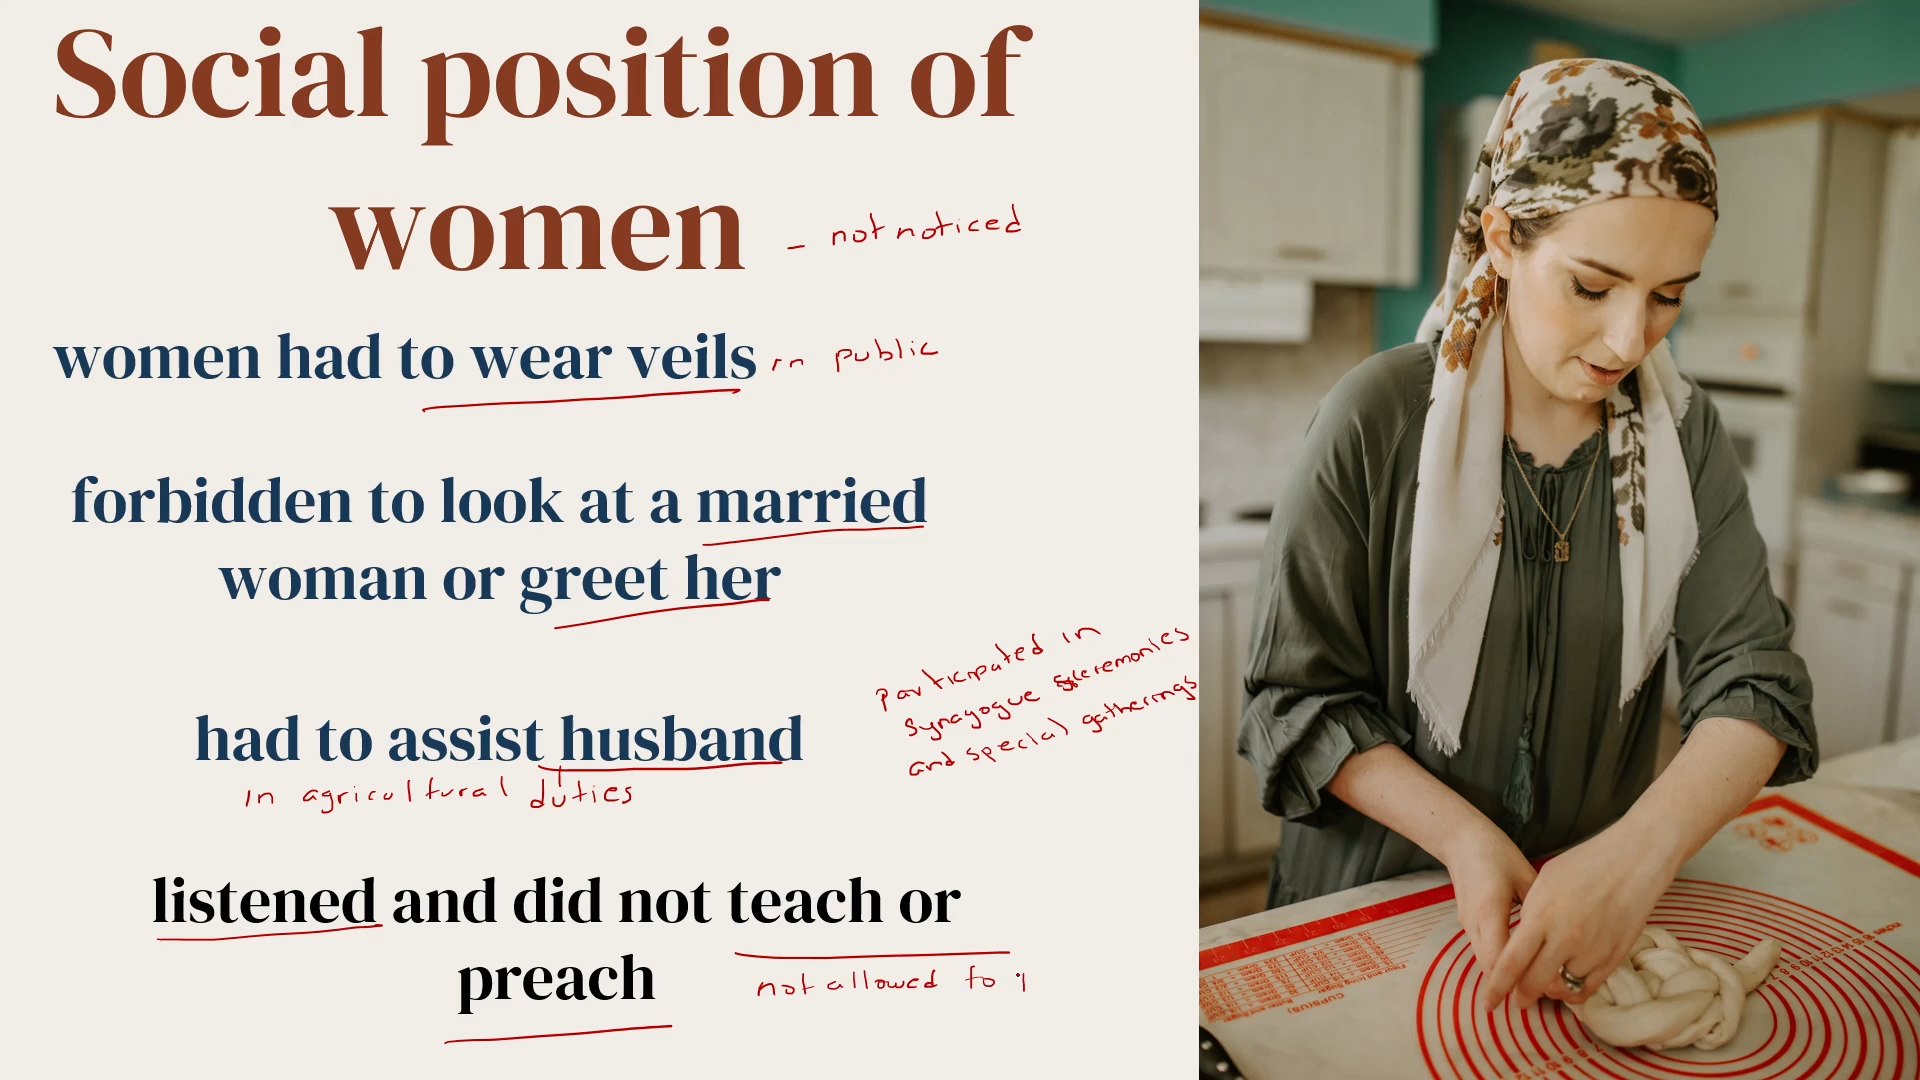 Social position of
women - not noticed
women had to wear veils in public
forbidden to look at a married
woman or greet her
participated in
synagogue ceremonies
and special gatherings
had to assist husband
in agricultural duties
listened and did not teach or
preach not allowed to
CUPS(US)